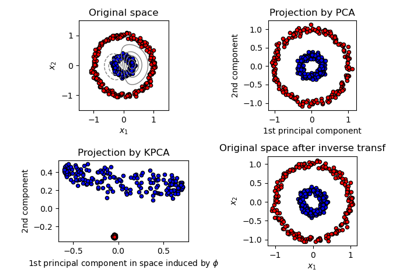 Original space
1
0
−1
−1
0
1
x₁
x₂
Projection by PCA
1.0
0.5
0.0
−0.5
−1.0
−1
0
1
1st principal component
2nd component
Projection by KPCA
0.4
0.2
0.0
−0.2
−0.5
0.0
0.5
1st principal component in space induced by ϕ
2nd component
Original space after inverse transf
1.0
0.5
0.0
−0.5
−1.0
−1
0
1
x₁
x₂